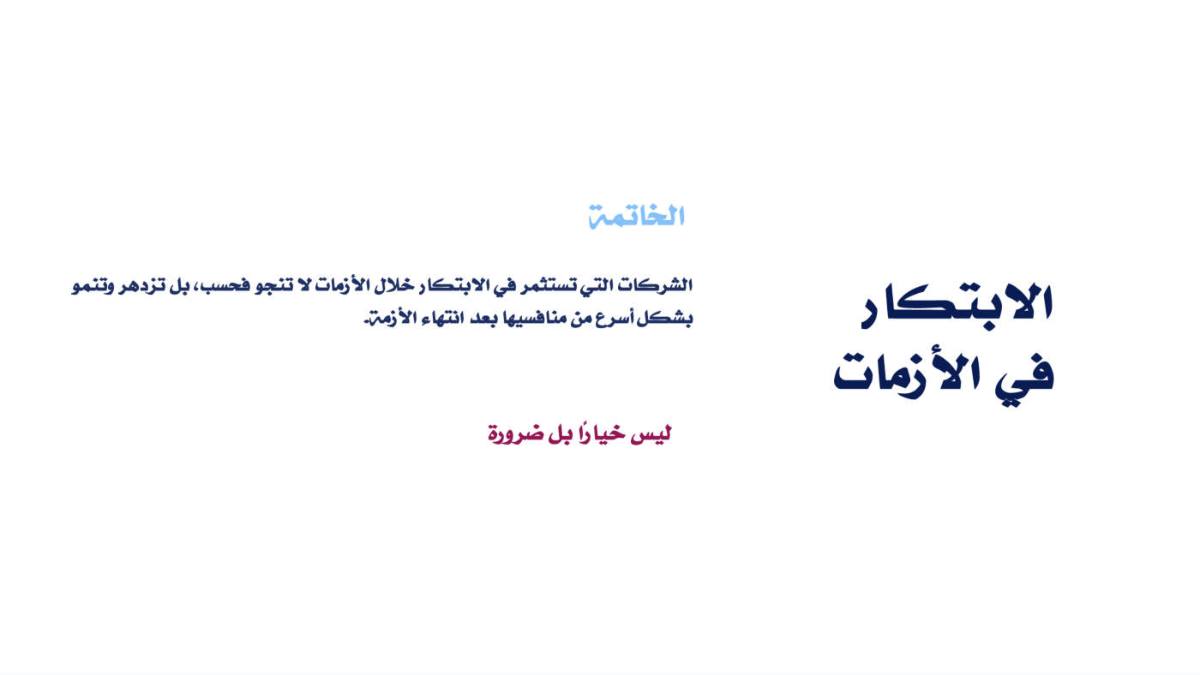 الابتكار
في الأزمات
الخاتمة
الشركات التي تستثمر في الابتكار خلال الأزمات لا تنجو فحسب، بل تزدهر وتنمو
بشكل أسرع من منافسيها بعد انتهاء الأزمة.
ليس خيارًا بل ضرورة